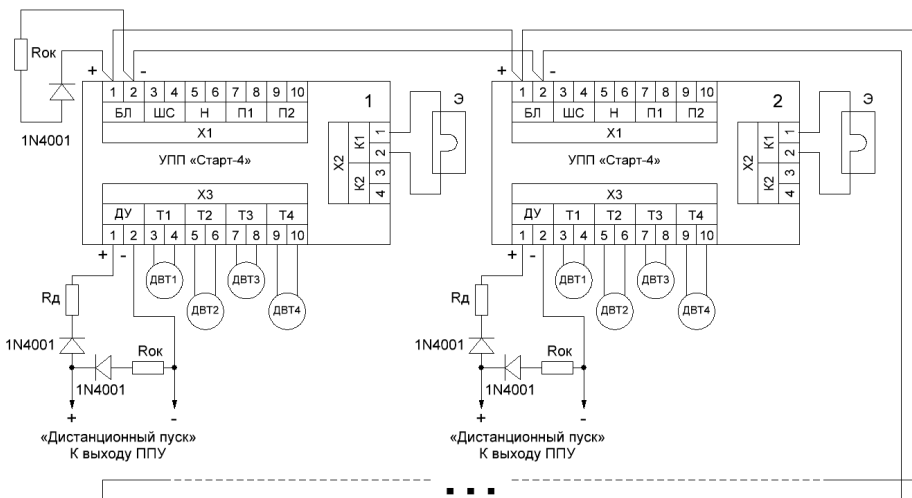 Rок
1N4001
+ -
1 2 3 4 5 6 7 8 9 10
БЛ ШС Н П1 П2
X1
УПП «Старт-4»
1
X2
К1 К2
1 2 3 4
Э
X3
ДУ Т1 Т2 Т3 Т4
1 2 3 4 5 6 7 8 9 10
+ -
ДВТ1 ДВТ3
ДВТ2 ДВТ4
Rд
1N4001
Rок
1N4001
+ -
«Дистанционный пуск»
К выходу ППУ
+ -
1 2 3 4 5 6 7 8 9 10
БЛ ШС Н П1 П2
X1
УПП «Старт-4»
2
X2
К1 К2
1 2 3 4
Э
X3
ДУ Т1 Т2 Т3 Т4
1 2 3 4 5 6 7 8 9 10
+ -
ДВТ1 ДВТ3
ДВТ2 ДВТ4
Rд
1N4001
Rок
1N4001
+ -
«Дистанционный пуск»
К выходу ППУ